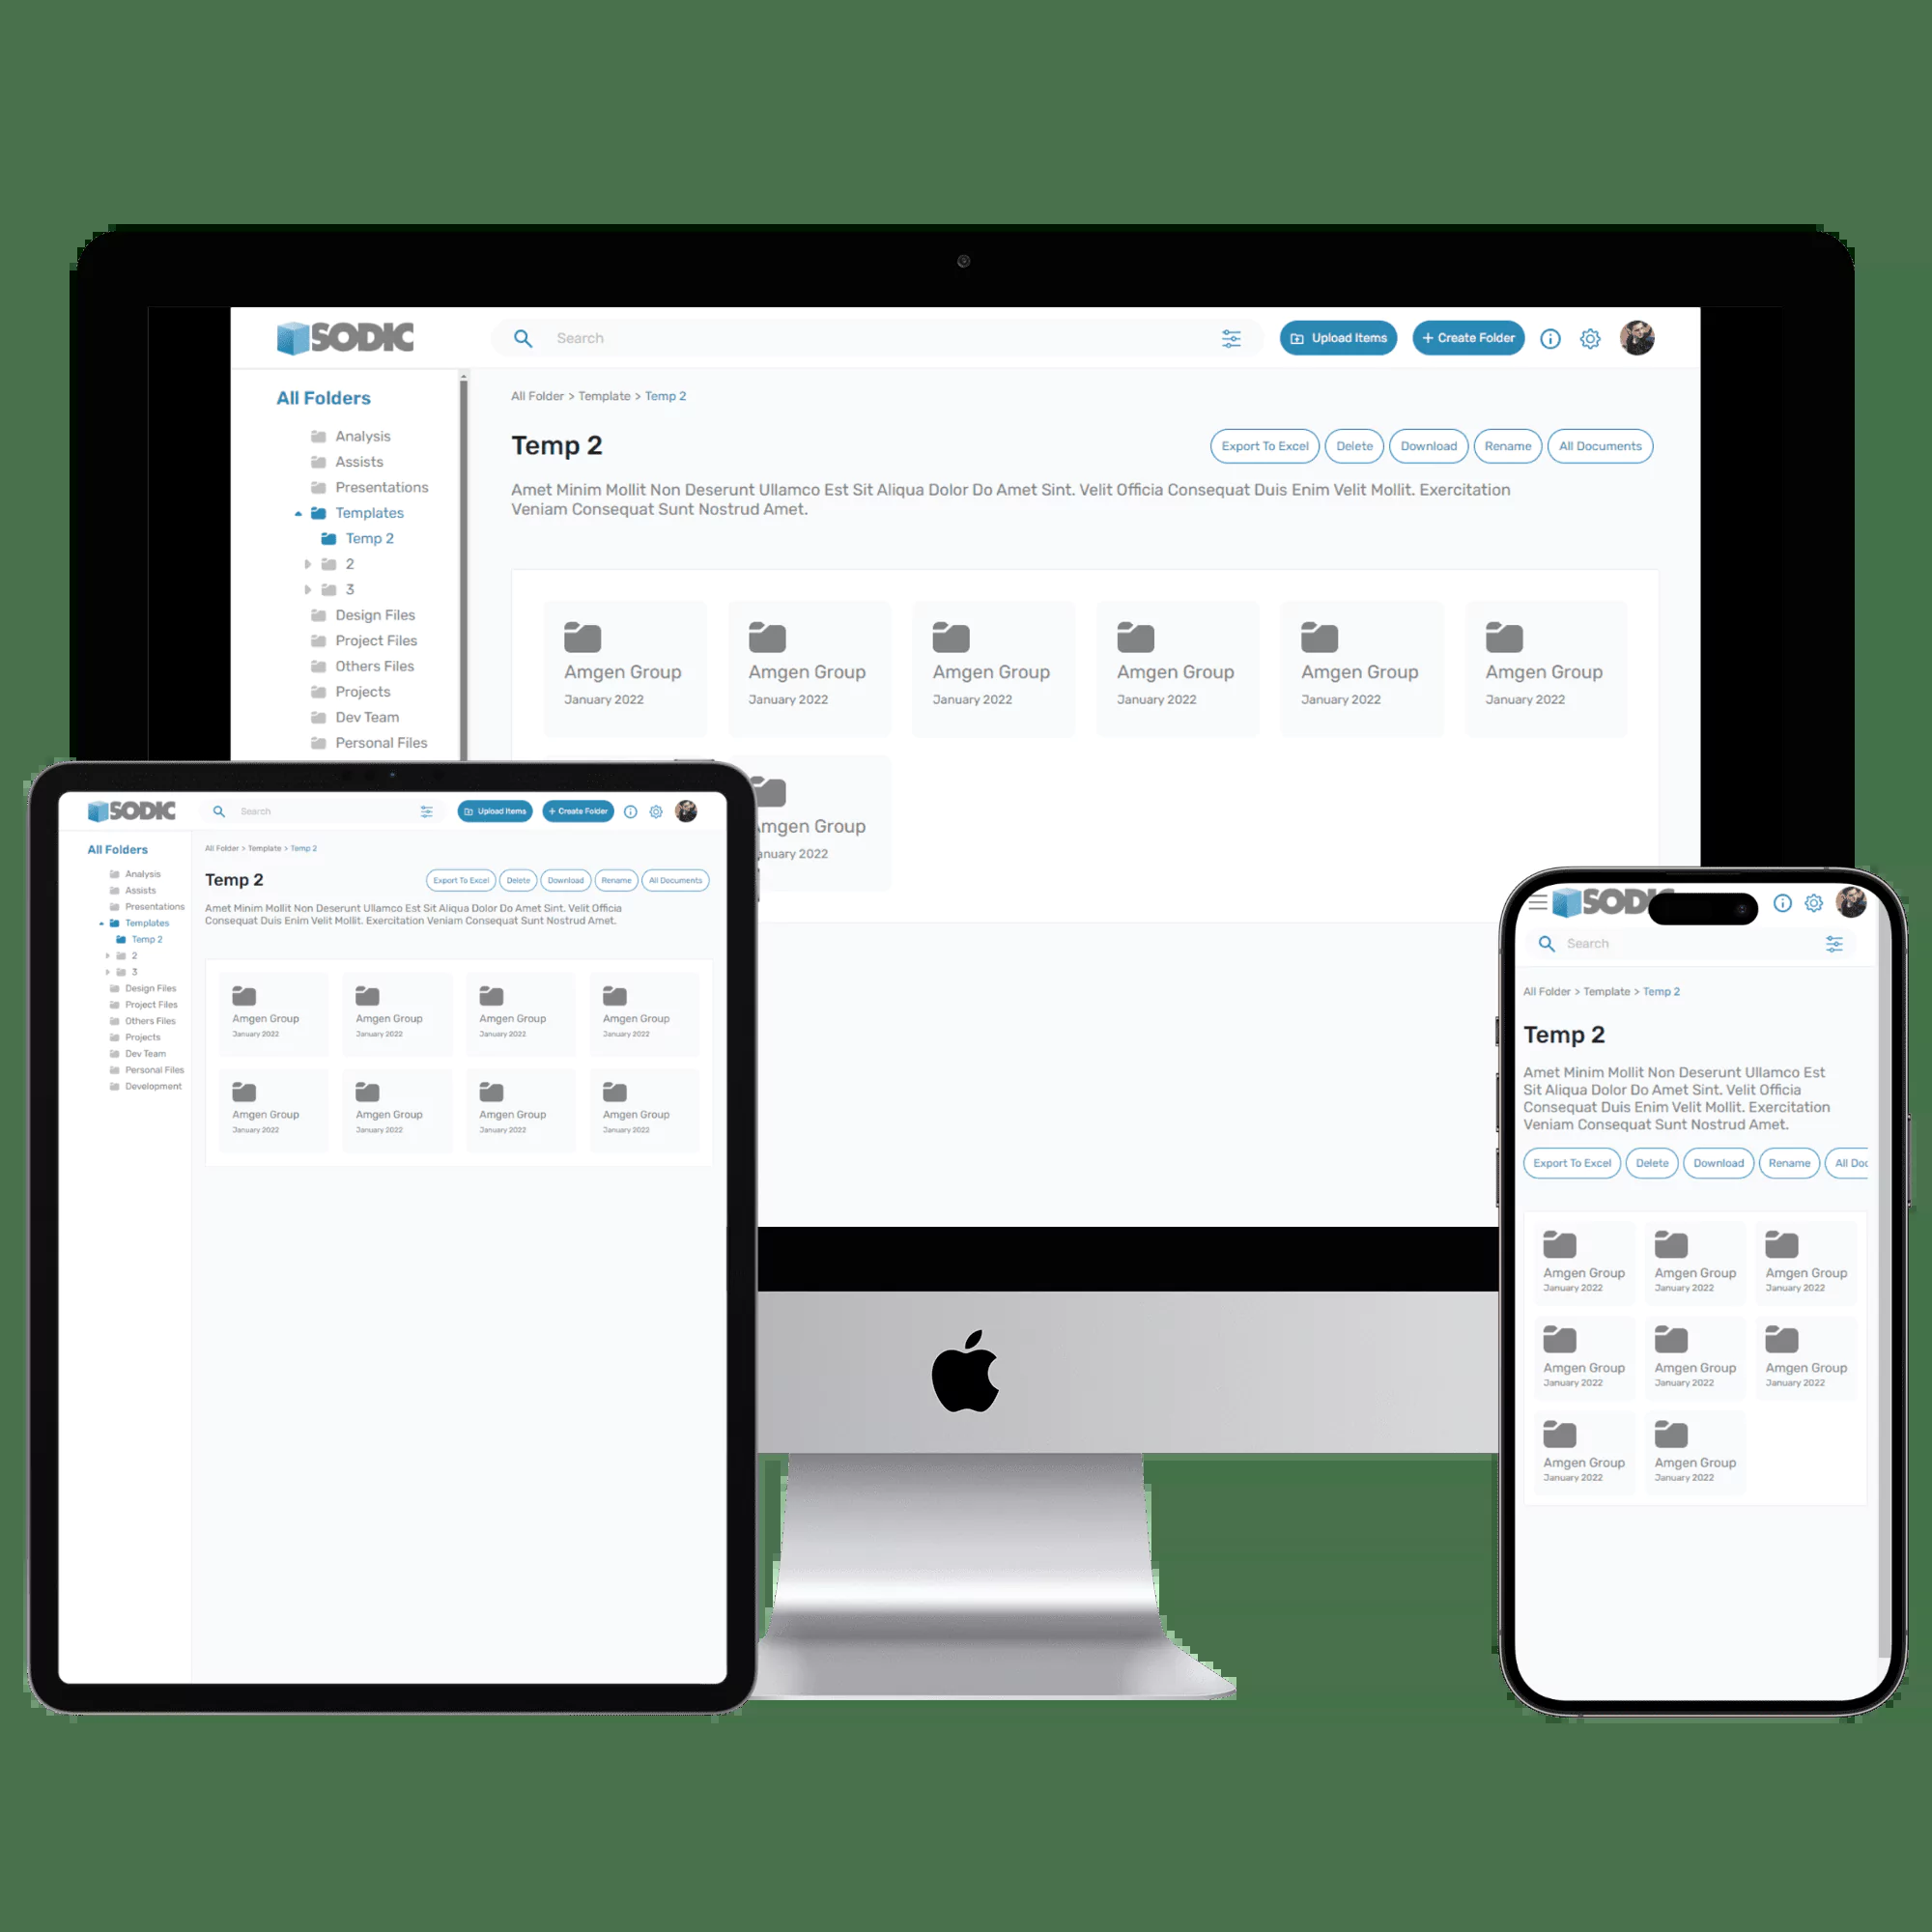 SODIC
Search
Upload Items
+ Create Folder
All Folders
Analysis
Assists
Presentations
Templates
Temp 2
2
3
Design Files
Project Files
Others Files
Projects
Dev Team
Personal Files
All Folder > Template > Temp 2
Temp 2
Export To Excel
Delete
Download
Rename
All Documents
Amet Minim Mollit Non Deserunt Ullamco Est Sit Aliqua Dolor Do Amet Sint. Velit Officia Consequat Duis Enim Velit Mollit. Exercitation
Veniam Consequat Sunt Nostrud Amet.
Amgen Group Amgen Group Amgen Group Amgen Group Amgen Group Amgen Group
January 2022 January 2022 January 2022 January 2022 January 2022 January 2022
Amgen Group
January 2022
SODIC
Search
Upload Items
+ Create Folder
All Folders
Analysis
Assists
Presentations
Templates
Temp 2
2
3
Design Files
Project Files
Others Files
Projects
Dev Team
Personal Files
Development
All Folder > Template > Temp 2
Temp 2
Export To Excel
Delete
Download
Rename
All Documents
Amet Minim Mollit Non Deserunt Ullamco Est Sit Aliqua Dolor Do Amet Sint. Velit Officia
Consequat Duis Enim Velit Mollit. Exercitation Veniam Consequat Sunt Nostrud Amet.
Amgen Group Amgen Group Amgen Group Amgen Group
January 2022 January 2022 January 2022 January 2022
Amgen Group Amgen Group Amgen Group Amgen Group
January 2022 January 2022 January 2022 January 2022
SODIC
Search
All Folder > Template > Temp 2
Temp 2
Amet Minim Mollit Non Deserunt Ullamco Est
Sit Aliqua Dolor Do Amet Sint. Velit Officia
Consequat Duis Enim Velit Mollit. Exercitation
Veniam Consequat Sunt Nostrud Amet.
Export To Excel
Delete
Download
Rename
All Doc
Amgen Group Amgen Group Amgen Group
January 2022 January 2022 January 2022
Amgen Group Amgen Group Amgen Group
January 2022 January 2022 January 2022
Amgen Group Amgen Group
January 2022 January 2022